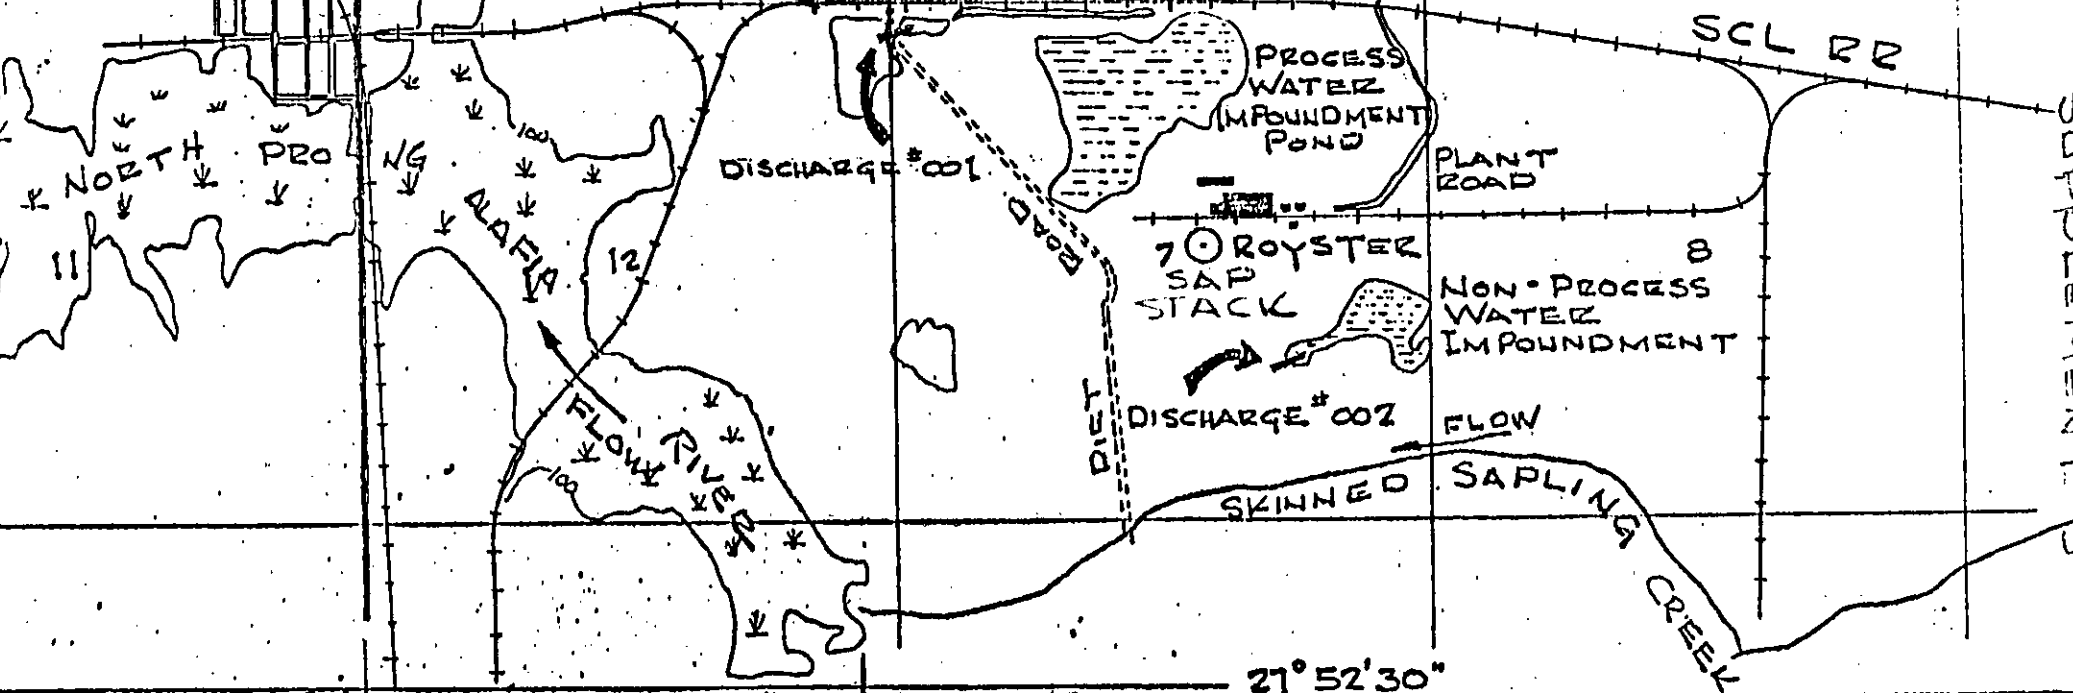 SCL RR
PROCESS
WATER
IMPOUNDMENT
POND
100
NORTH PRONG
DISCHARGE #001
PLANT
ROAD
ALAFIA
ROAD
11
12
7 ROYSTER
8
SAP
STACK
NON-PROCESS
WATER
IMPOUNDMENT
FLOW
RIVER
DIRT
DISCHARGE #002
FLOW
100
SKINNED SAPLING
CREEK
27° 52' 30"